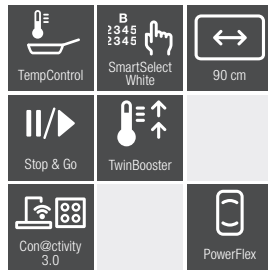 B
2345
2345
TempControl
SmartSelect
White
90 cm
Stop & Go
TwinBooster
Con@ctivity
3.0
PowerFlex